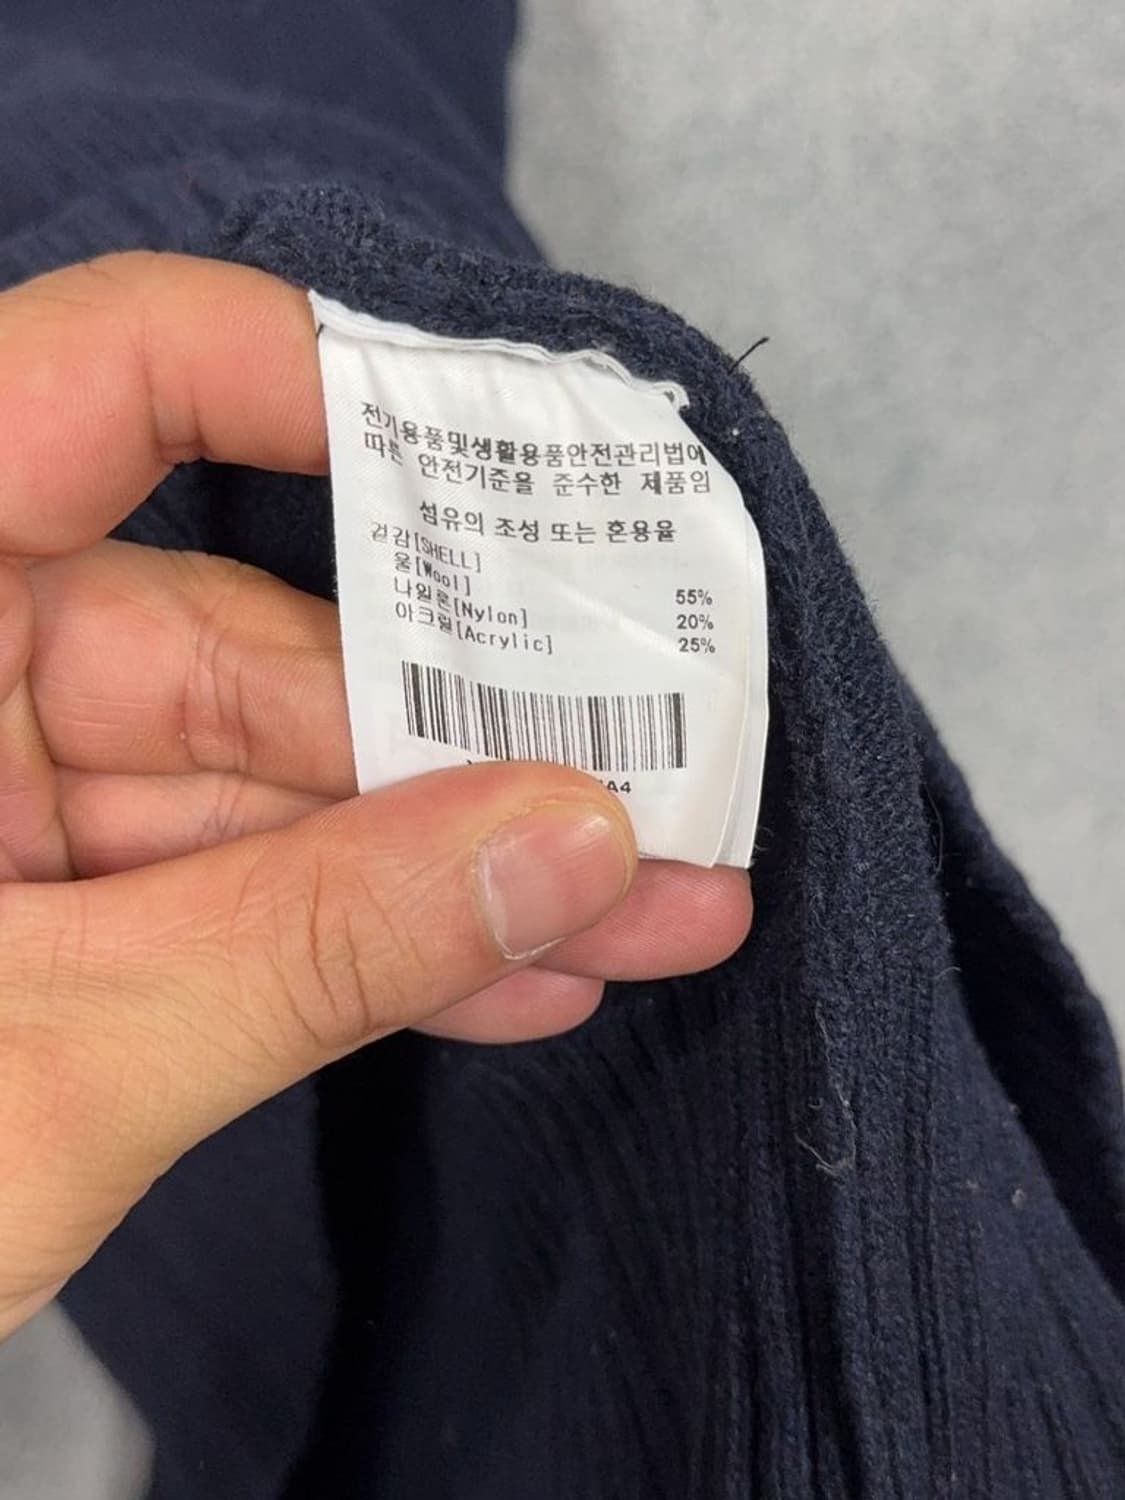 전기용품및생활용품안전관리법에
따른 안전기준을 준수한 제품임
섬유의 조성 또는 혼용율
겉감[SHELL]
울[Wool] 55%
나일론[Nylon] 20%
아크릴[Acrylic] 25%